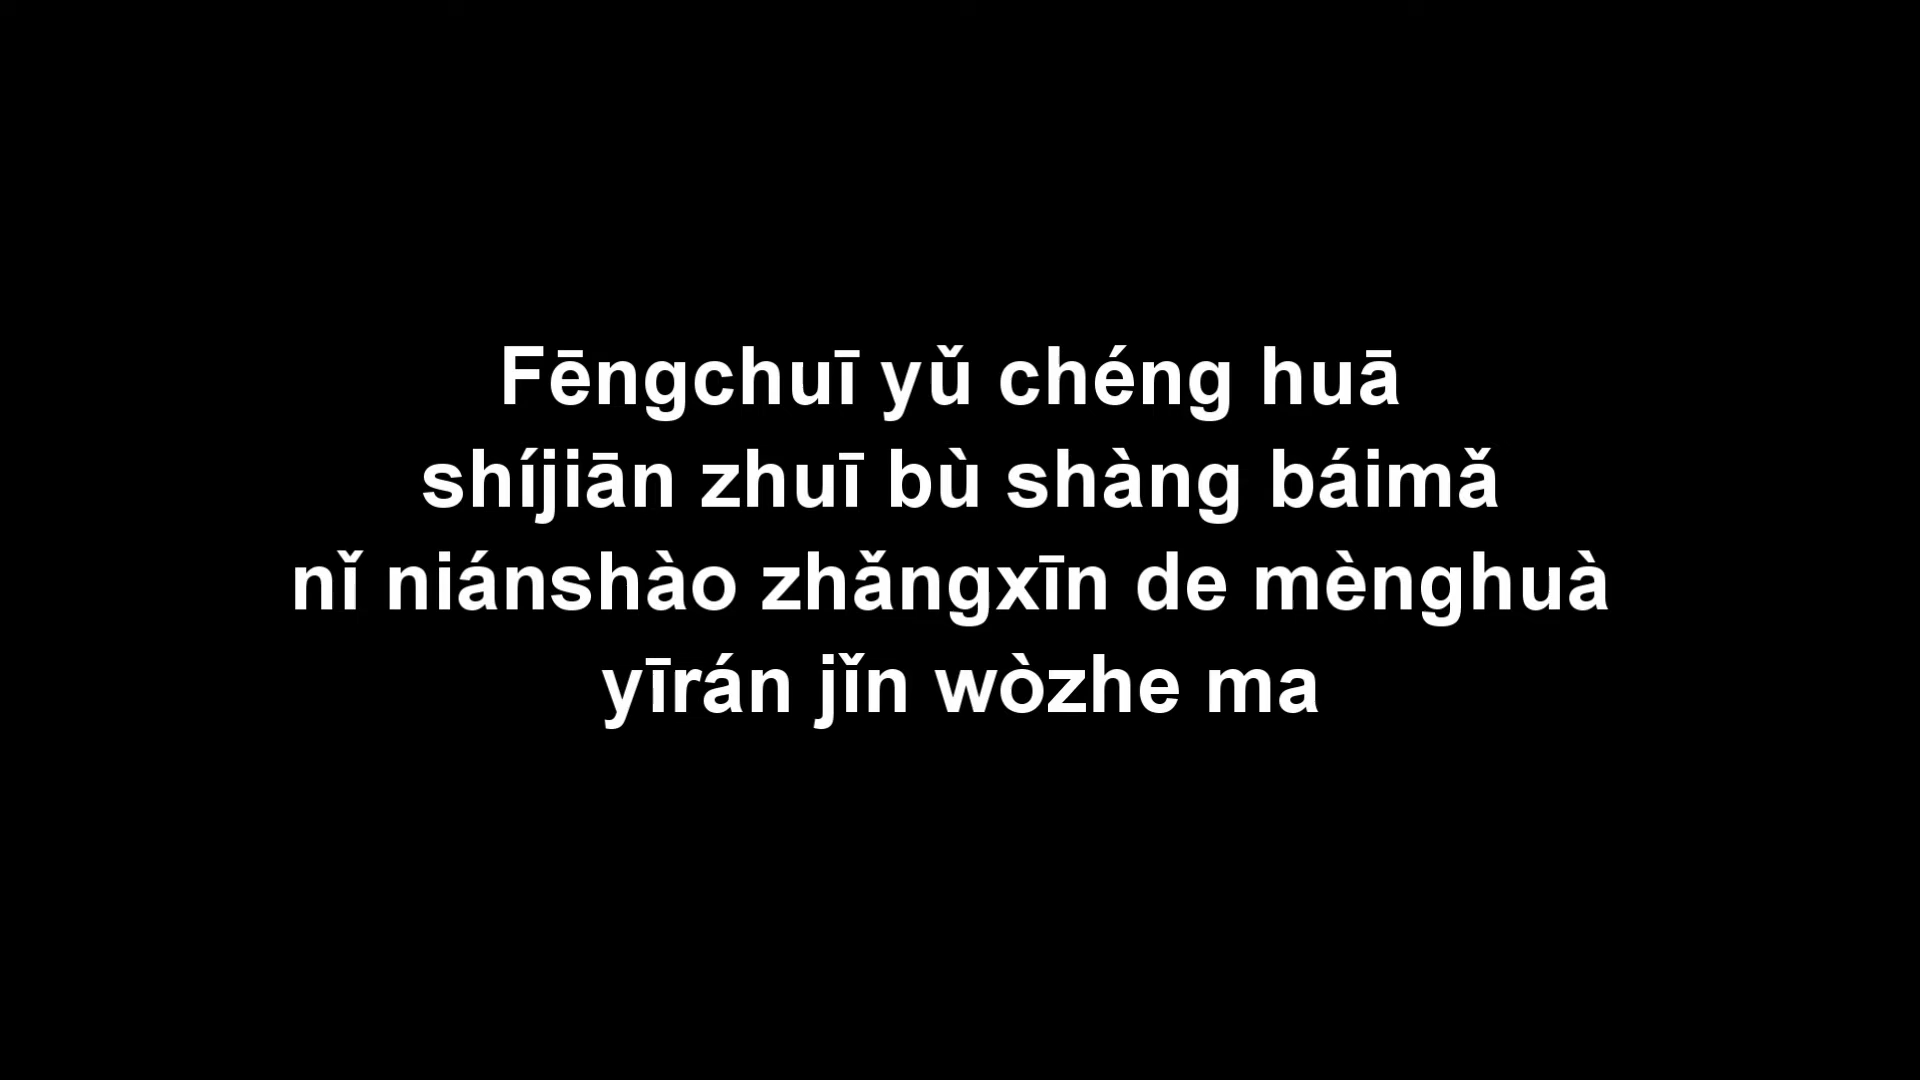 Fēngchuī yǔ chéng huā
shíjiān zhuī bù shàng báimǎ
nǐ niánshào zhǎngxīn de mènghuà
yīrán jǐn wòzhe ma